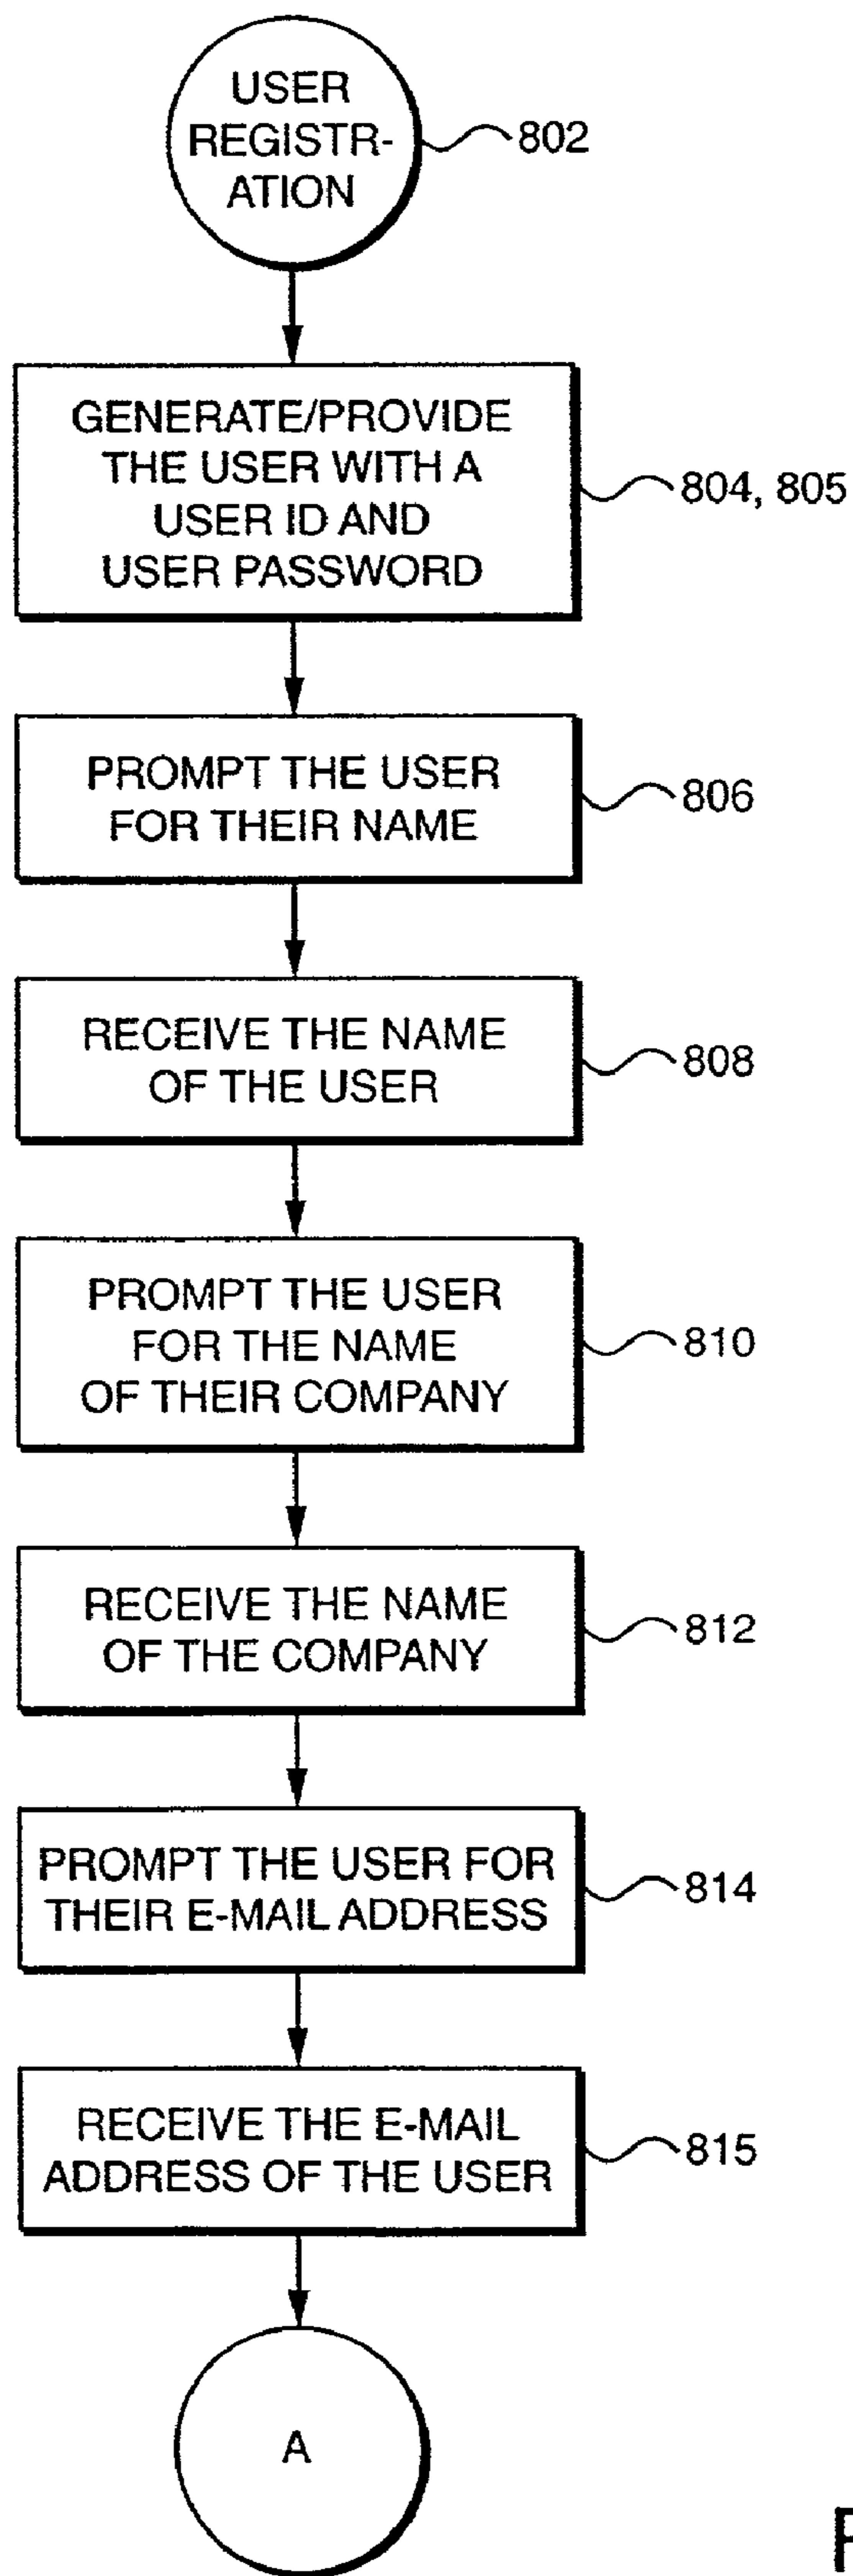 USER
REGISTR-
ATION
802
GENERATE/PROVIDE
THE USER WITH A
USER ID AND
USER PASSWORD
804, 805
PROMPT THE USER
FOR THEIR NAME
806
RECEIVE THE NAME
OF THE USER
808
PROMPT THE USER
FOR THE NAME
OF THEIR COMPANY
810
RECEIVE THE NAME
OF THE COMPANY
812
PROMPT THE USER FOR
THEIR E-MAIL ADDRESS
814
RECEIVE THE E-MAIL
ADDRESS OF THE USER
815
A